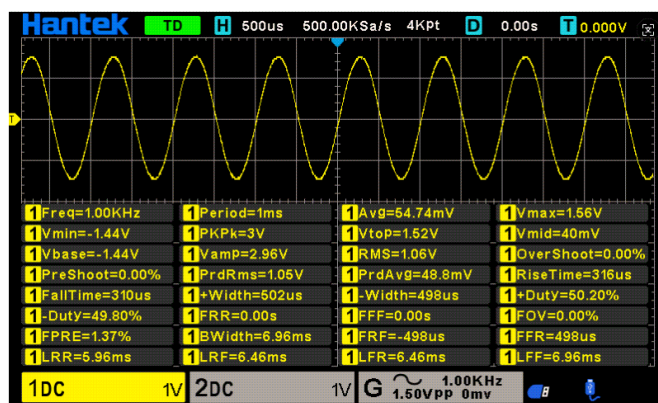 Hantek TD H 500us 500.00KSa/s 4Kpt D 0.00s T 0.000V
T
1 Freq=1.00KHz 1 Period=1ms 1 Avg=54.74mV 1 Vmax=1.56V
1 Vmin=-1.44V 1 PKPk=3V 1 Vtop=1.52V 1 Vmid=40mV
1 Vbase=-1.44V 1 Vamp=2.96V 1 RMS=1.06V 1 OverShoot=0.00%
1 PreShoot=0.00% 1 PrdRms=1.05V 1 PrdAvg=48.8mV 1 RiseTime=316us
1 FallTime=310us 1 +Width=502us 1 -Width=498us 1 +Duty=50.20%
1 -Duty=49.80% 1 FRR=0.00s 1 FFF=0.00s 1 FOV=0.00%
1 FPRE=1.37% 1 BWidth=6.96ms 1 FRF=-498us 1 FFR=498us
1 LRR=5.96ms 1 LRF=6.46ms 1 LFR=6.46ms 1 LFF=6.96ms
1DC 1V 2DC 1V G 1.00KHz
1.50VPP 0mv